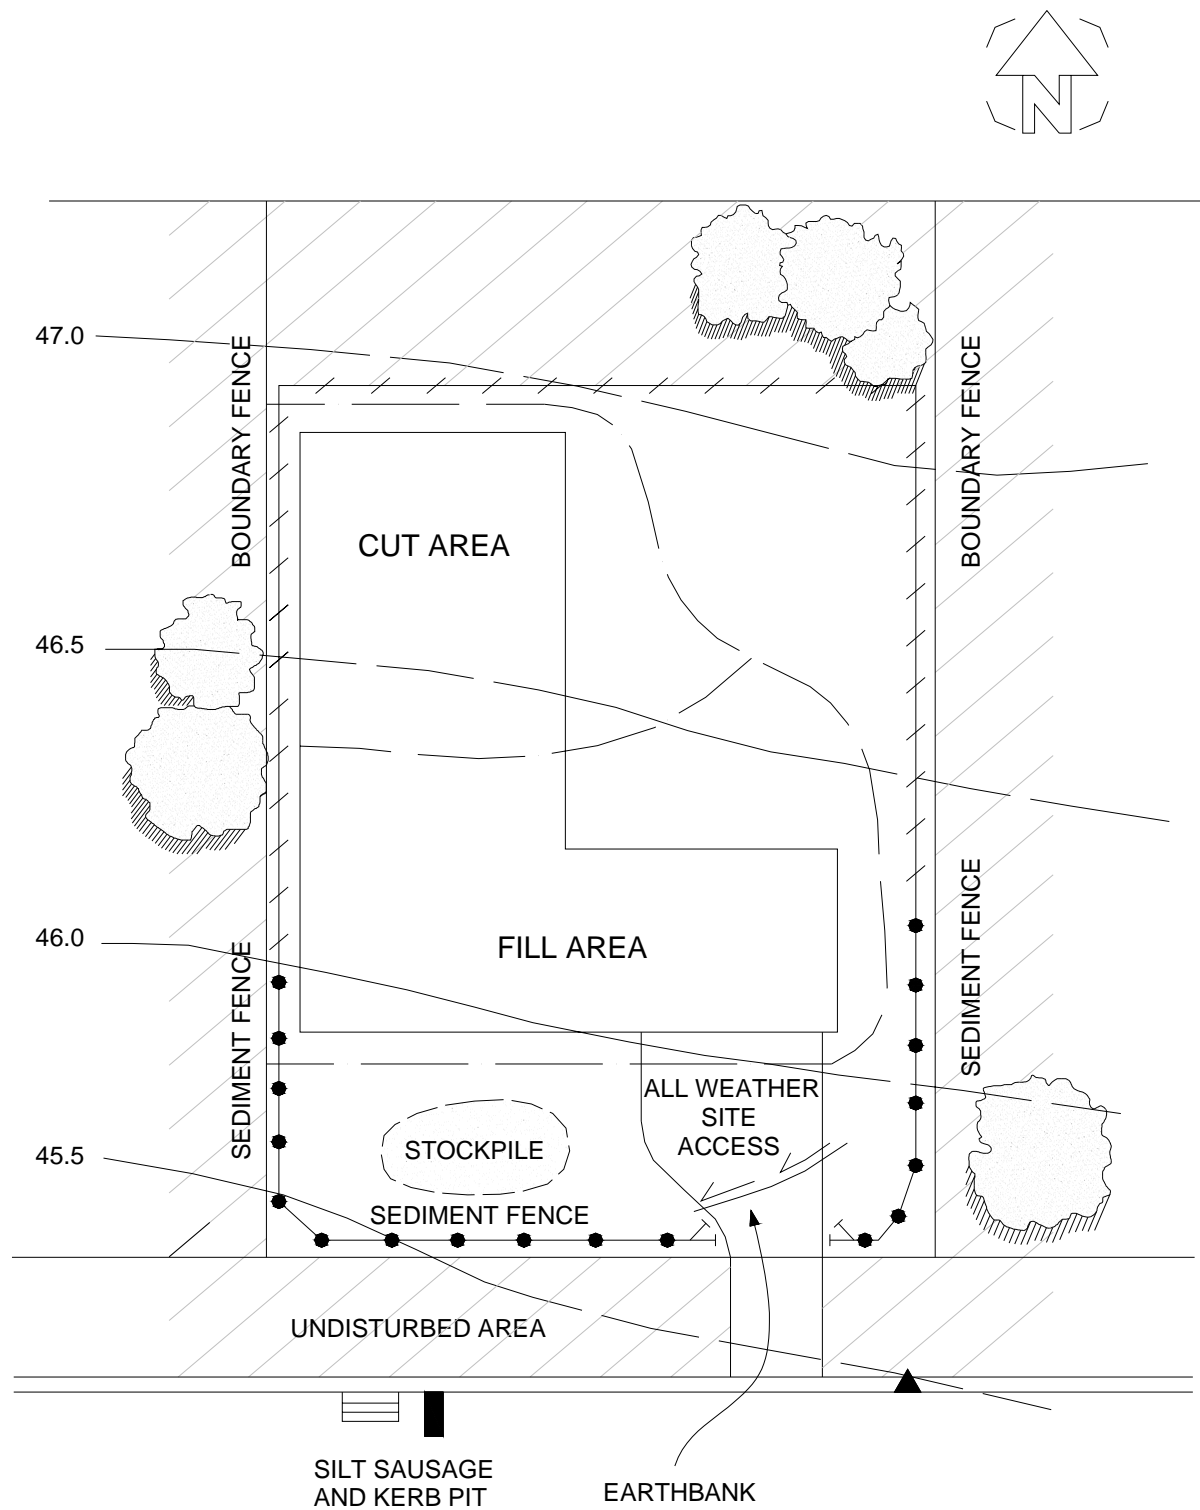 N
47.0
BOUNDARY FENCE
BOUNDARY FENCE
CUT AREA
46.5
46.0
FILL AREA
SEDIMENT FENCE
SEDIMENT FENCE
ALL WEATHER
SITE
ACCESS
45.5
STOCKPILE
SEDIMENT FENCE
UNDISTURBED AREA
SILT SAUSAGE
AND KERB PIT
EARTHBANK